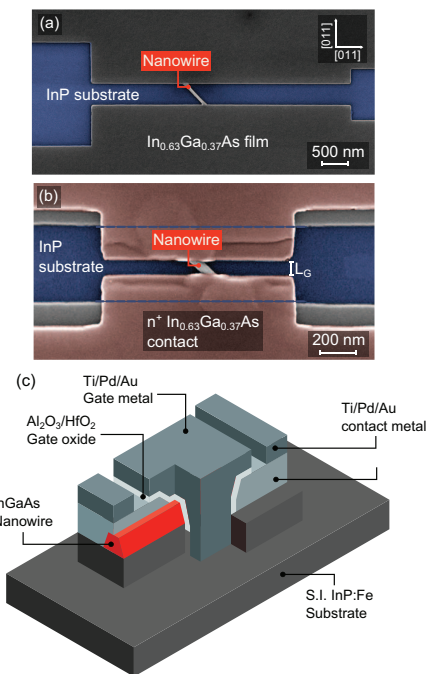 (a)
[011]
[011]
Nanowire
InP substrate
In0.63Ga0.37As film
500 nm
(b)
Nanowire
InP
substrate
LG
n+ In0.63Ga0.37As
contact
200 nm
(c)
Ti/Pd/Au
Gate metal
Al2O3/HfO2
Gate oxide
Ti/Pd/Au
contact metal
nGaAs
Nanowire
S.I. InP:Fe
Substrate